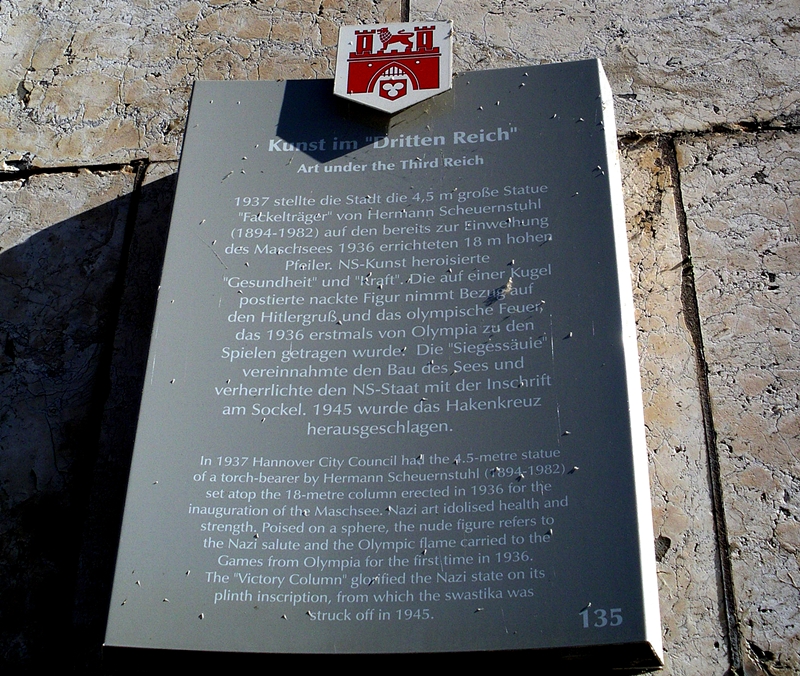 Kunst im "Dritten Reich"
Art under the Third Reich
1937 stellte die Stadt die 4,5 m große Statue
"Fackelträger" von Hermann Scheuernstuhl
(1894-1982) auf den bereits zur Einweihung
des Maschsees 1936 errichteten 18 m hohen
Pfeiler. NS-Kunst heroisierte
"Gesundheit" und "Kraft". Die auf einer Kugel
postierte nackte Figur nimmt Bezug auf
den Hitlergruß und das olympische Feuer,
das 1936 erstmals von Olympia zu den
Spielen getragen wurde. Die "Siegessäule"
vereinnahmte den Bau des Sees und
verherrlichte den NS-Staat mit der Inschrift
am Sockel. 1945 wurde das Hakenkreuz
herausgeschlagen.
In 1937 Hannover City Council had the 4.5-metre statue
of a torch-bearer by Hermann Scheuernstuhl (1894-1982)
set atop the 18-metre column erected in 1936 for the
inauguration of the Maschsee. Nazi art idolised health and
strength. Poised on a sphere, the nude figure refers to
the Nazi salute and the Olympic flame carried to the
Games from Olympia for the first time in 1936.
The "Victory Column" glorified the Nazi state on its
plinth inscription, from which the swastika was
struck off in 1945.
135